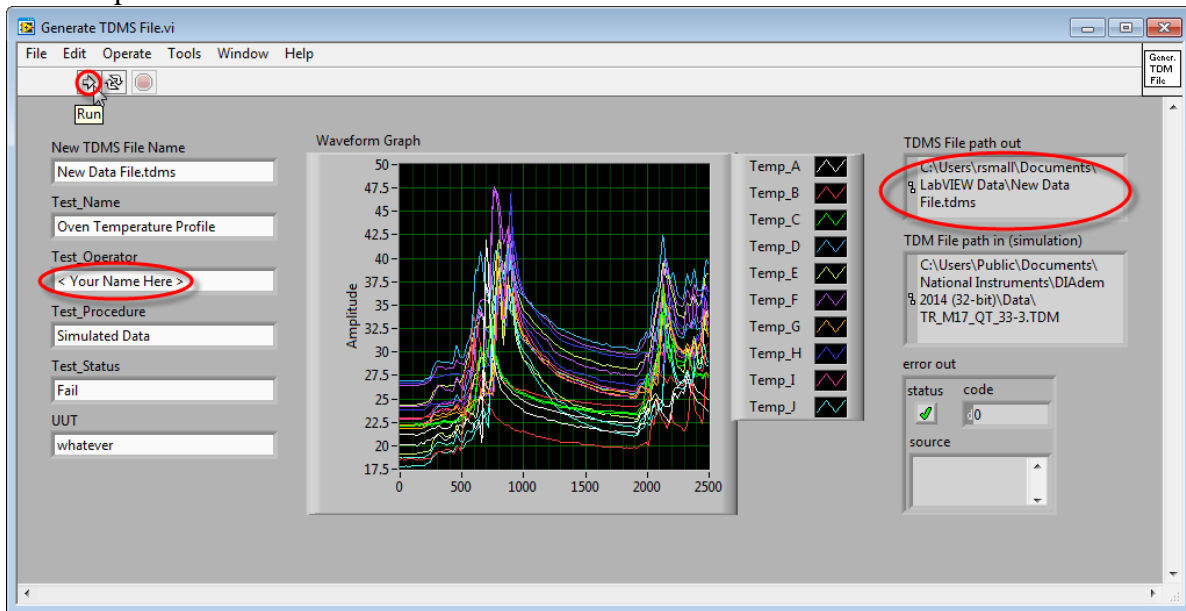 Generate TDMS File.vi
File Edit Operate Tools Window Help
Gener.
TDM
File
Run
New TDMS File Name
New Data File.tdms
Test_Name
Oven Temperature Profile
Test_Operator
< Your Name Here >
Test_Procedure
Simulated Data
Test_Status
Fail
UUT
whatever
Waveform Graph
Amplitude
50
47.5
45
42.5
40
37.5
35
32.5
30
27.5
25
22.5
20
17.5
0 500 1000 1500 2000 2500
Temp_A
Temp_B
Temp_C
Temp_D
Temp_E
Temp_F
Temp_G
Temp_H
Temp_I
Temp_J
TDMS File path out
C:\Users\rsmall\Documents\
LabVIEW Data\New Data
File.tdms
TDM File path in (simulation)
C:\Users\Public\Documents\
National Instruments\DIAdem
2014 (32-bit)\Data\
TR_M17_QT_33-3.TDM
error out
status code
d0
source